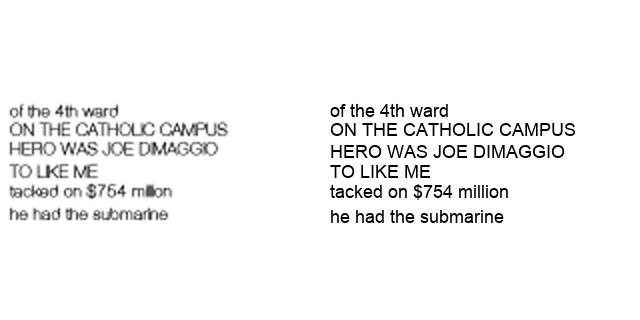 of the 4th ward
ON THE CATHOLIC CAMPUS
HERO WAS JOE DIMAGGIO
TO LIKE ME
tacked on $754 million
he had the submarine
of the 4th ward
ON THE CATHOLIC CAMPUS
HERO WAS JOE DIMAGGIO
TO LIKE ME
tacked on $754 million
he had the submarine